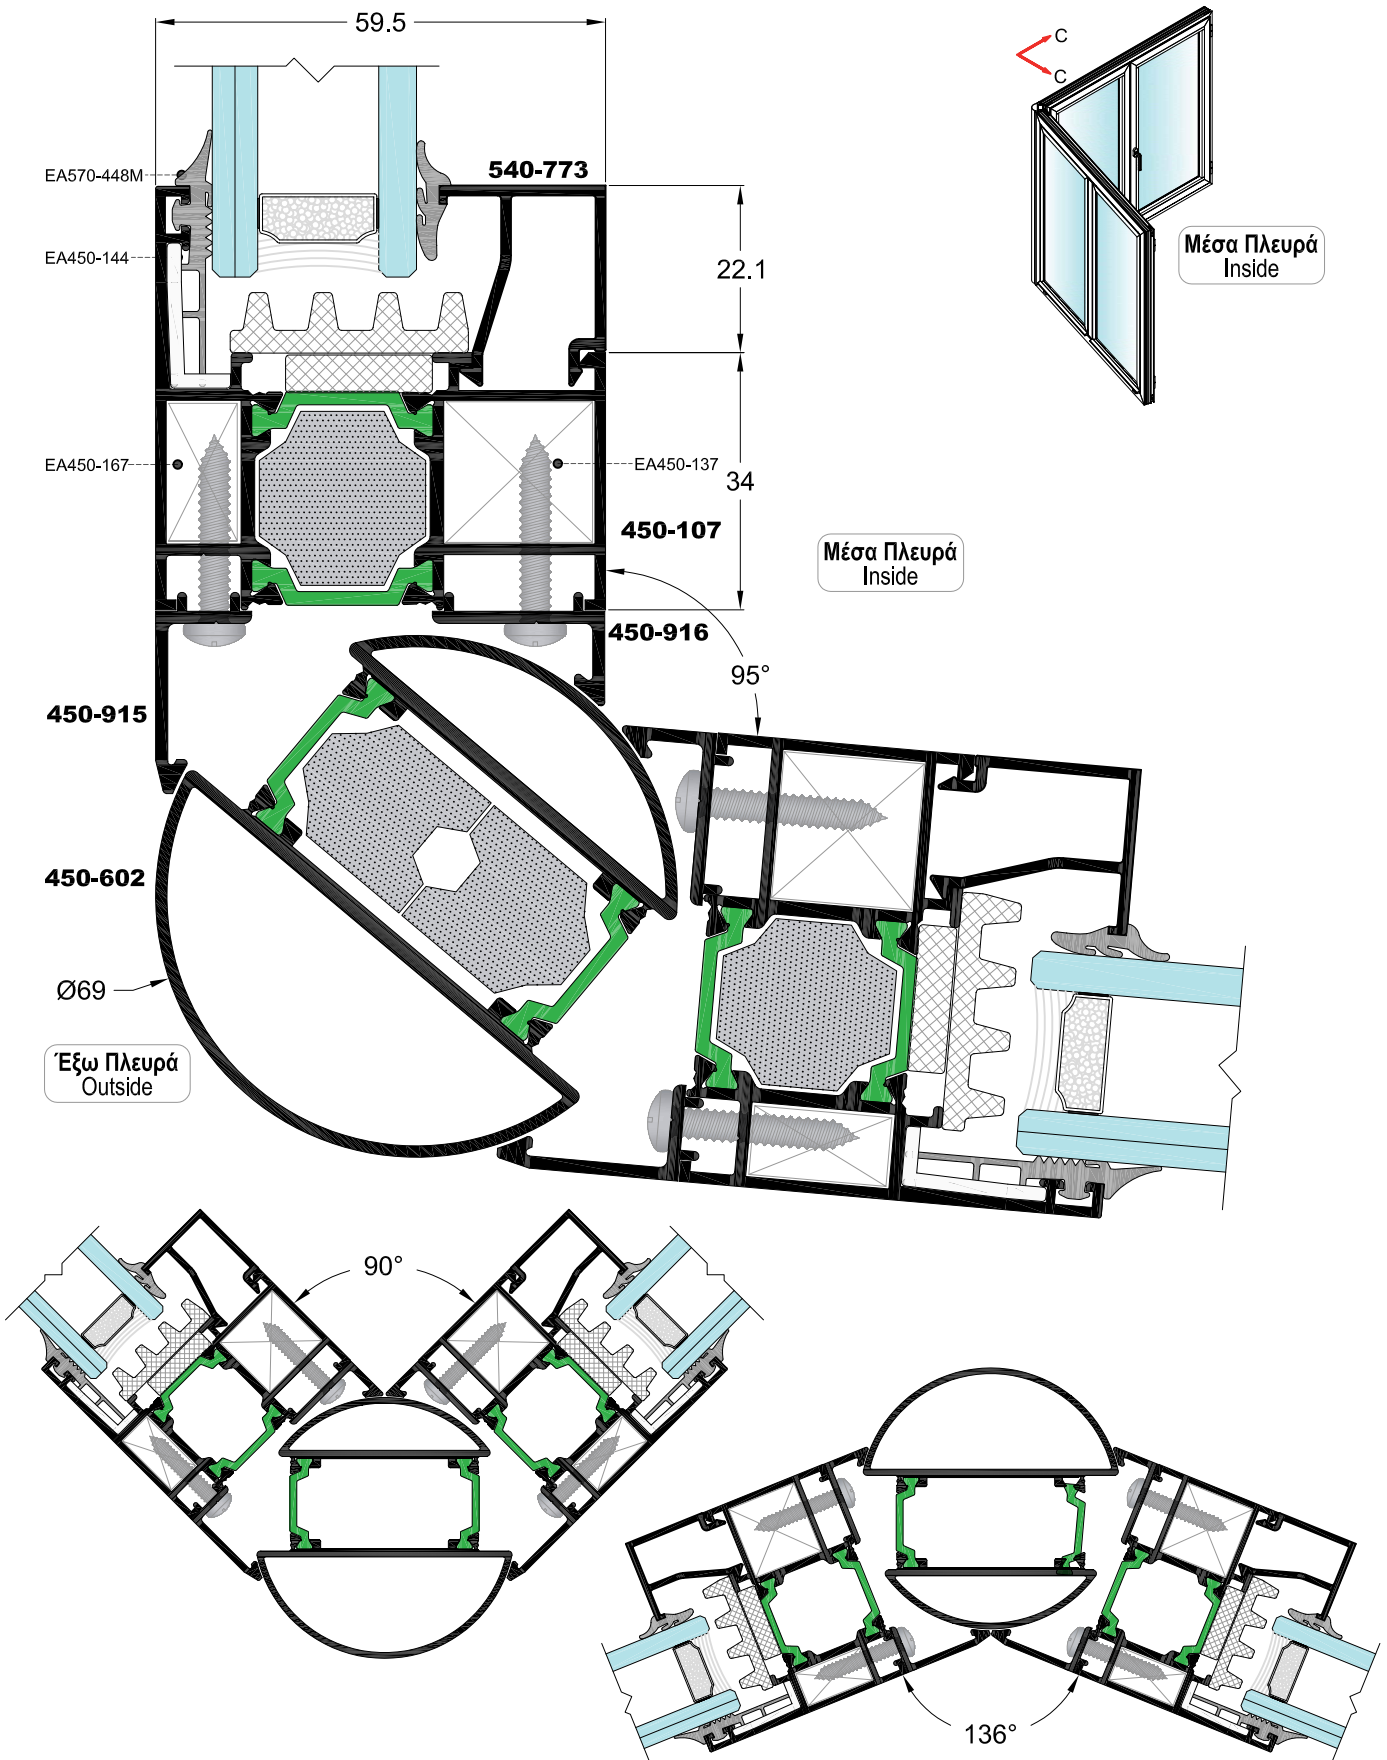 59.5
C
C
EA570-448M
540-773
Μέσα Πλευρά
Inside
EA450-144
22.1
EA450-167
EA450-137
34
450-107
Μέσα Πλευρά
Inside
450-916
95°
450-915
450-602
Ø69
Έξω Πλευρά
Outside
90°
136°